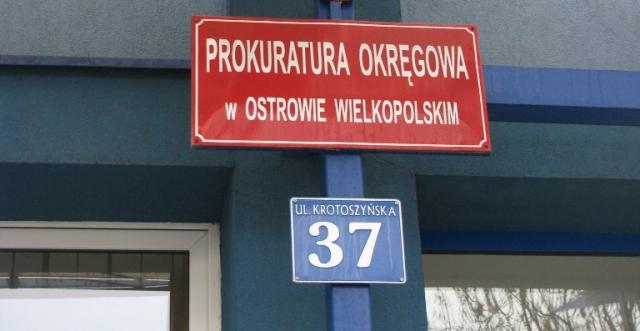 PROKURATURA OKRĘGOWA
w OSTROWIE WIELKOPOLSKIM
UL. KROTOSZYŃSKA
37